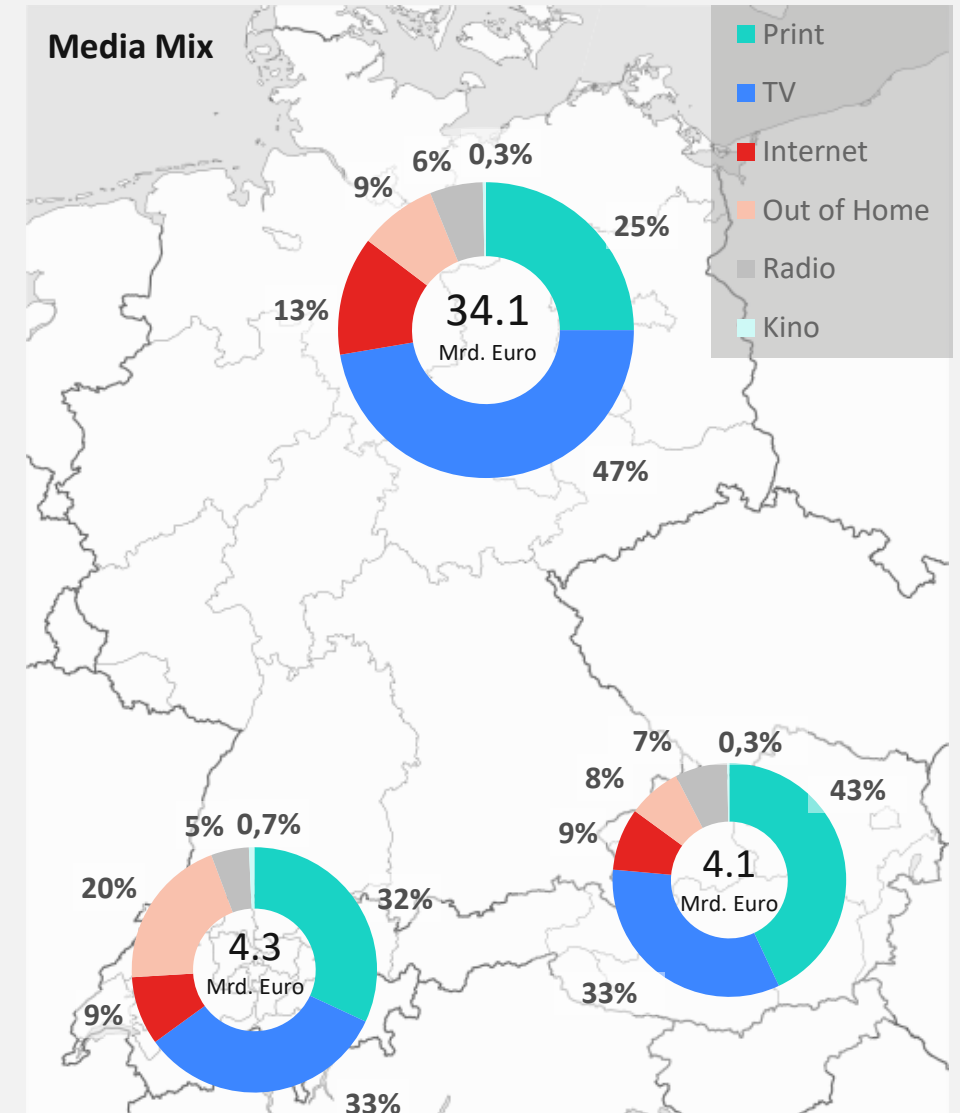 Media Mix
Print
TV
Internet
Out of Home
Radio
Kino
6%
0,3%
9%
25%
13%
34.1
Mrd. Euro
47%
7%
0,3%
8%
43%
9%
4.1
Mrd. Euro
33%
5%
0,7%
20%
32%
4.3
Mrd. Euro
9%
33%